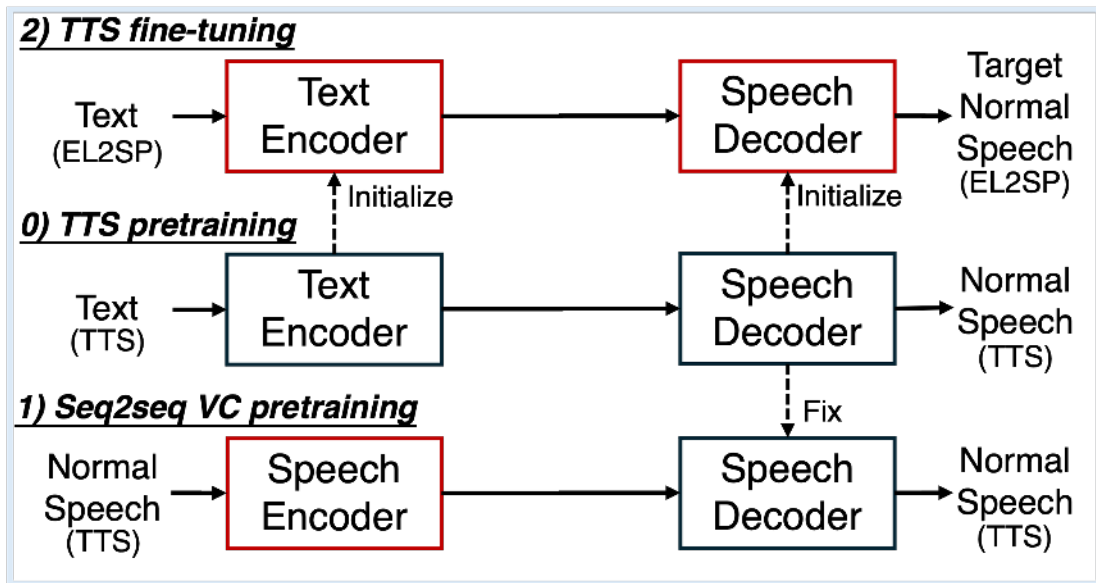 2) TTS fine-tuning
Text
(EL2SP)
Text
Encoder
Speech
Decoder
Target
Normal
Speech
(EL2SP)
Initialize
Initialize
0) TTS pretraining
Text
(TTS)
Text
Encoder
Speech
Decoder
Normal
Speech
(TTS)
Fix
1) Seq2seq VC pretraining
Normal
Speech
(TTS)
Speech
Encoder
Speech
Decoder
Normal
Speech
(TTS)